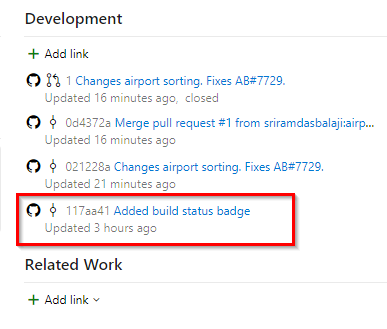 Development
+ Add link
1 Changes airport sorting. Fixes AB#7729.
Updated 16 minutes ago, closed
0d4372a Merge pull request #1 from sriramdasbalaji:airp...
Updated 16 minutes ago
021228a Changes airport sorting. Fixes AB#7729.
Updated 21 minutes ago
117aa41 Added build status badge
Updated 3 hours ago
Related Work
+ Add link